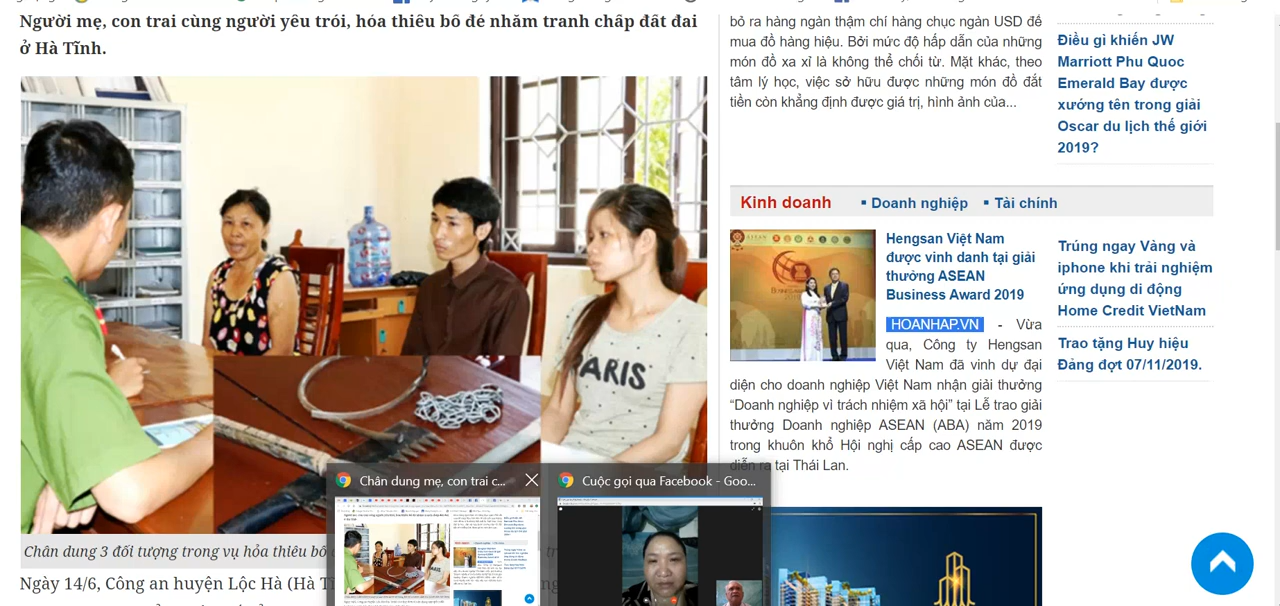 Người mẹ, con trai cùng người yêu trói, hóa thiêu bố đẻ nhằm tranh chấp đất đai
ở Hà Tĩnh.
PARIS
Chân dung 3 đối tượng trong vụ hỏa thiêu bố
Ngày 14/6, Công an huyện Lộc Hà (Hà
Chân dung mẹ, con trai c...
Cuộc gọi qua Facebook - Goo...
bỏ ra hàng ngàn thậm chí hàng chục ngàn USD để
mua đồ hàng hiệu. Bởi mức độ hấp dẫn của những
món đồ xa xỉ là không thể chối từ. Mặt khác, theo
tâm lý học, việc sở hữu được những món đồ đắt
tiền còn khẳng định được giá trị, hình ảnh của...
Kinh doanh
Doanh nghiệp
Tài chính
Hengsan Việt Nam
được vinh danh tại giải
thưởng ASEAN
Business Award 2019
HOANHAP.VN - Vừa
qua, Công ty Hengsan
Việt Nam đã vinh dự đại
diện cho doanh nghiệp Việt Nam nhận giải thưởng
“Doanh nghiệp vì trách nhiệm xã hội” tại Lễ trao giải
thưởng Doanh nghiệp ASEAN (ABA) năm 2019
trong khuôn khổ Hội nghị cấp cao ASEAN được
diễn ra tại Thái Lan.
Điều gì khiến JW
Marriott Phu Quoc
Emerald Bay được
xướng tên trong giải
Oscar du lịch thế giới
2019?
Trúng ngay Vàng và
iphone khi trải nghiệm
ứng dụng di động
Home Credit VietNam
Trao tặng Huy hiệu
Đảng đợt 07/11/2019.